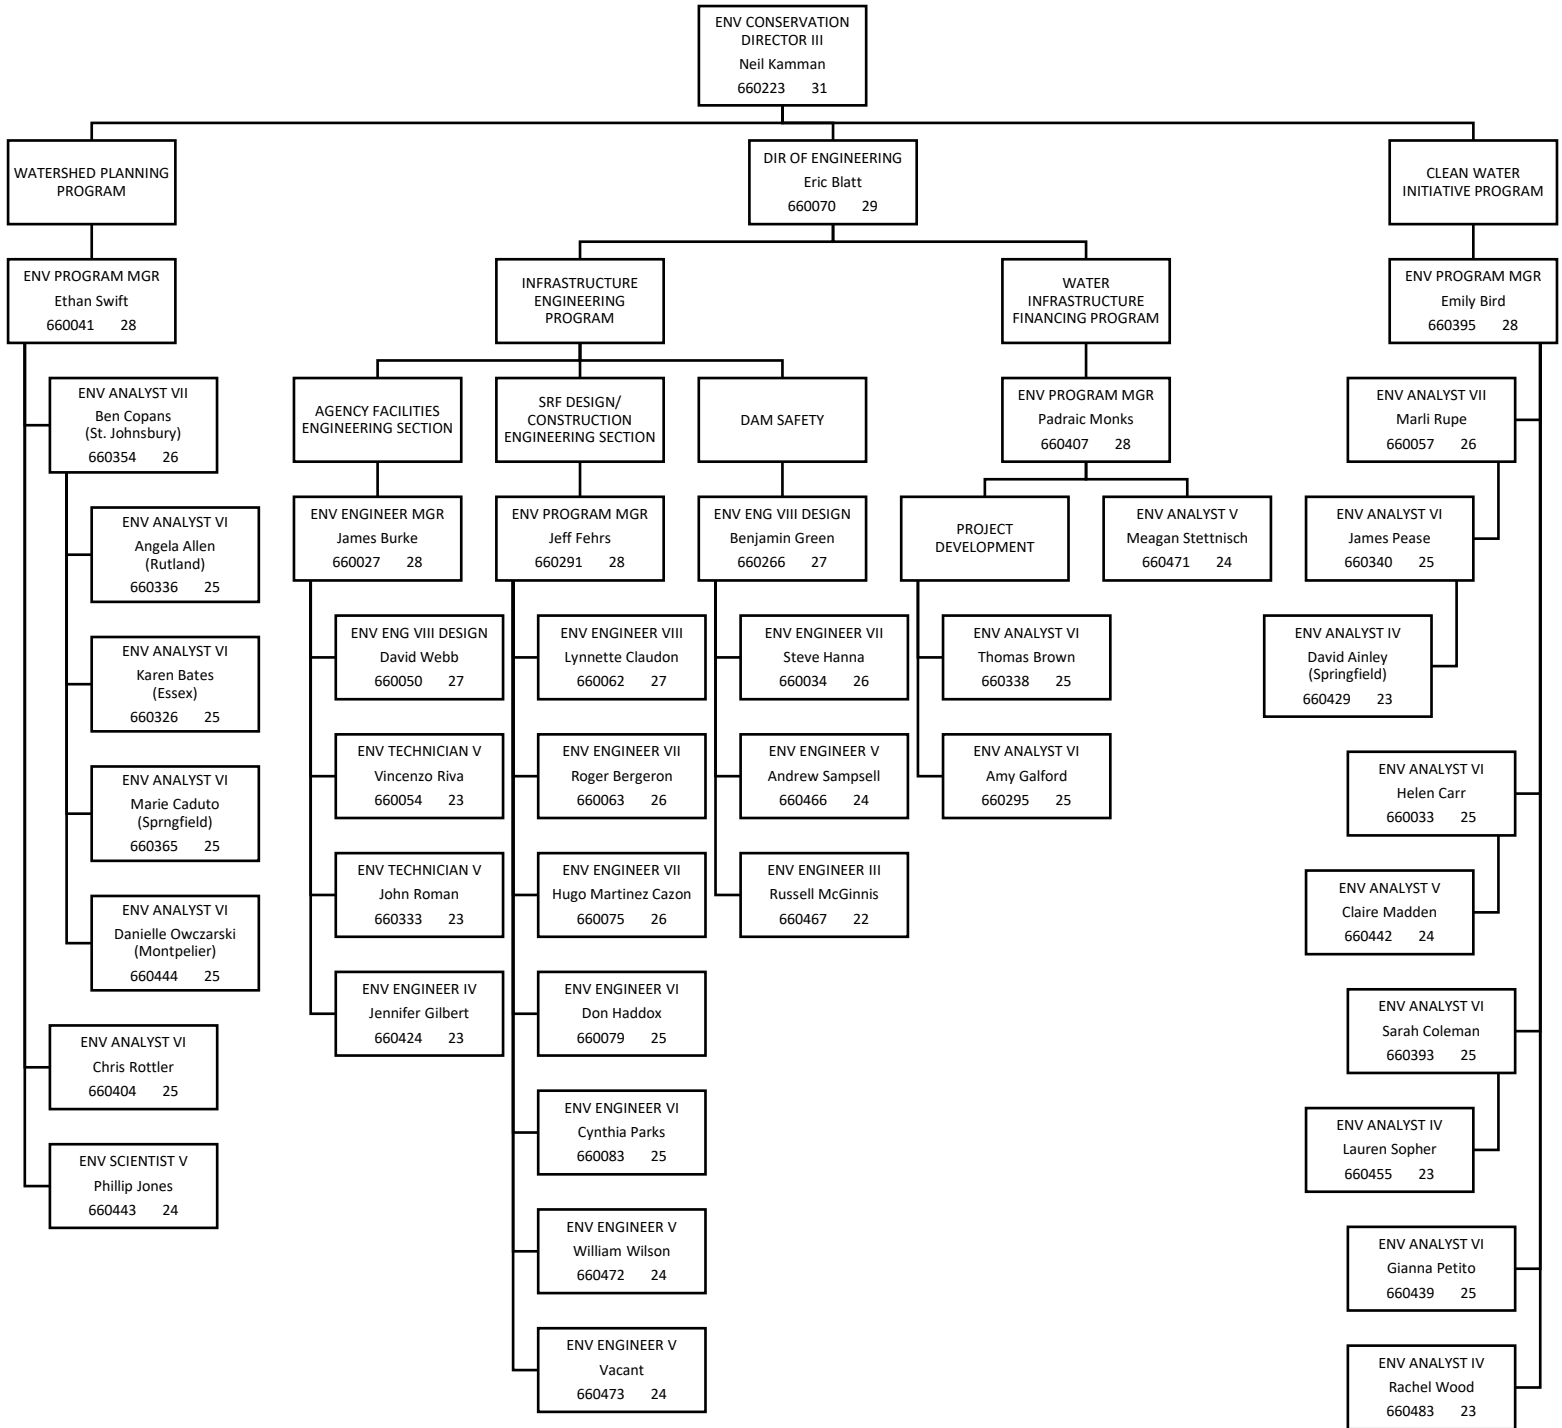 ENV CONSERVATION
DIRECTOR III
Neil Kamman
660223 31
WATERSHED PLANNING
PROGRAM
DIR OF ENGINEERING
Eric Blatt
660070 29
CLEAN WATER
INITIATIVE PROGRAM
ENV PROGRAM MGR
Ethan Swift
660041 28
INFRASTRUCTURE
ENGINEERING
PROGRAM
WATER
INFRASTRUCTURE
FINANCING PROGRAM
ENV PROGRAM MGR
Emily Bird
660395 28
ENV ANALYST VII
Ben Copans
(St. Johnsbury)
660354 26
AGENCY FACILITIES
ENGINEERING SECTION
SRF DESIGN/
CONSTRUCTION
ENGINEERING SECTION
DAM SAFETY
ENV PROGRAM MGR
Padraic Monks
660407 28
ENV ANALYST VII
Marli Rupe
660057 26
ENV ANALYST VI
Angela Allen
(Rutland)
660336 25
ENV ENGINEER MGR
James Burke
660027 28
ENV PROGRAM MGR
Jeff Fehrs
660291 28
ENV ENG VIII DESIGN
Benjamin Green
660266 27
PROJECT
DEVELOPMENT
ENV ANALYST V
Meagan Stettnisch
660471 24
ENV ANALYST VI
James Pease
660340 25
ENV ANALYST VI
Karen Bates
(Essex)
660326 25
ENV ENG VIII DESIGN
David Webb
660050 27
ENV ENGINEER VIII
Lynnette Claudon
660062 27
ENV ENGINEER VII
Steve Hanna
660034 26
ENV ANALYST VI
Thomas Brown
660338 25
ENV ANALYST IV
David Ainley
(Springfield)
660429 23
ENV ANALYST VI
Marie Caduto
(Sprngfield)
660365 25
ENV TECHNICIAN V
Vincenzo Riva
660054 23
ENV ENGINEER VII
Roger Bergeron
660063 26
ENV ENGINEER V
Andrew Sampsell
660466 24
ENV ANALYST VI
Amy Galford
660295 25
ENV ANALYST VI
Helen Carr
660033 25
ENV ANALYST VI
Danielle Owczarski
(Montpelier)
660444 25
ENV TECHNICIAN V
John Roman
660333 23
ENV ENGINEER VII
Hugo Martinez Cazon
660075 26
ENV ENGINEER III
Russell McGinnis
660467 22
ENV ANALYST V
Claire Madden
660442 24
ENV ANALYST VI
Chris Rottler
660404 25
ENV ENGINEER IV
Jennifer Gilbert
660424 23
ENV ENGINEER VI
Don Haddox
660079 25
ENV ANALYST VI
Sarah Coleman
660393 25
ENV SCIENTIST V
Phillip Jones
660443 24
ENV ENGINEER VI
Cynthia Parks
660083 25
ENV ANALYST IV
Lauren Sopher
660455 23
ENV ENGINEER V
William Wilson
660472 24
ENV ANALYST VI
Gianna Petito
660439 25
ENV ENGINEER V
Vacant
660473 24
ENV ANALYST IV
Rachel Wood
660483 23